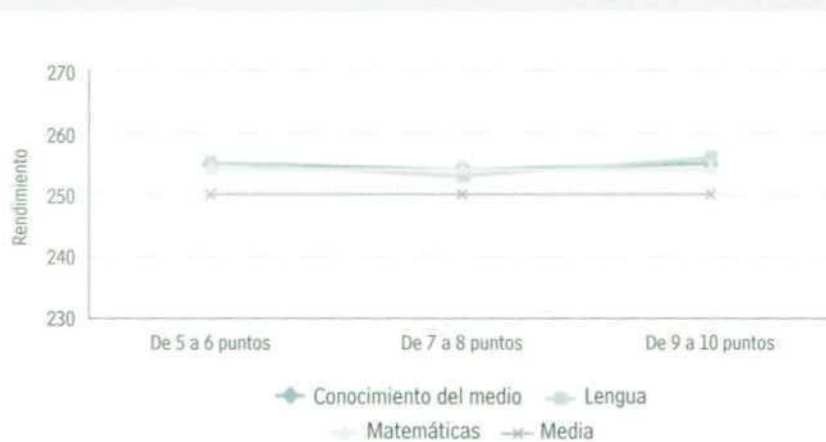 270
260
250
240
230
Rendimiento
De 5 a 6 puntos
De 7 a 8 puntos
De 9 a 10 puntos
Conocimiento del medio
Lengua
Matemáticas
Media